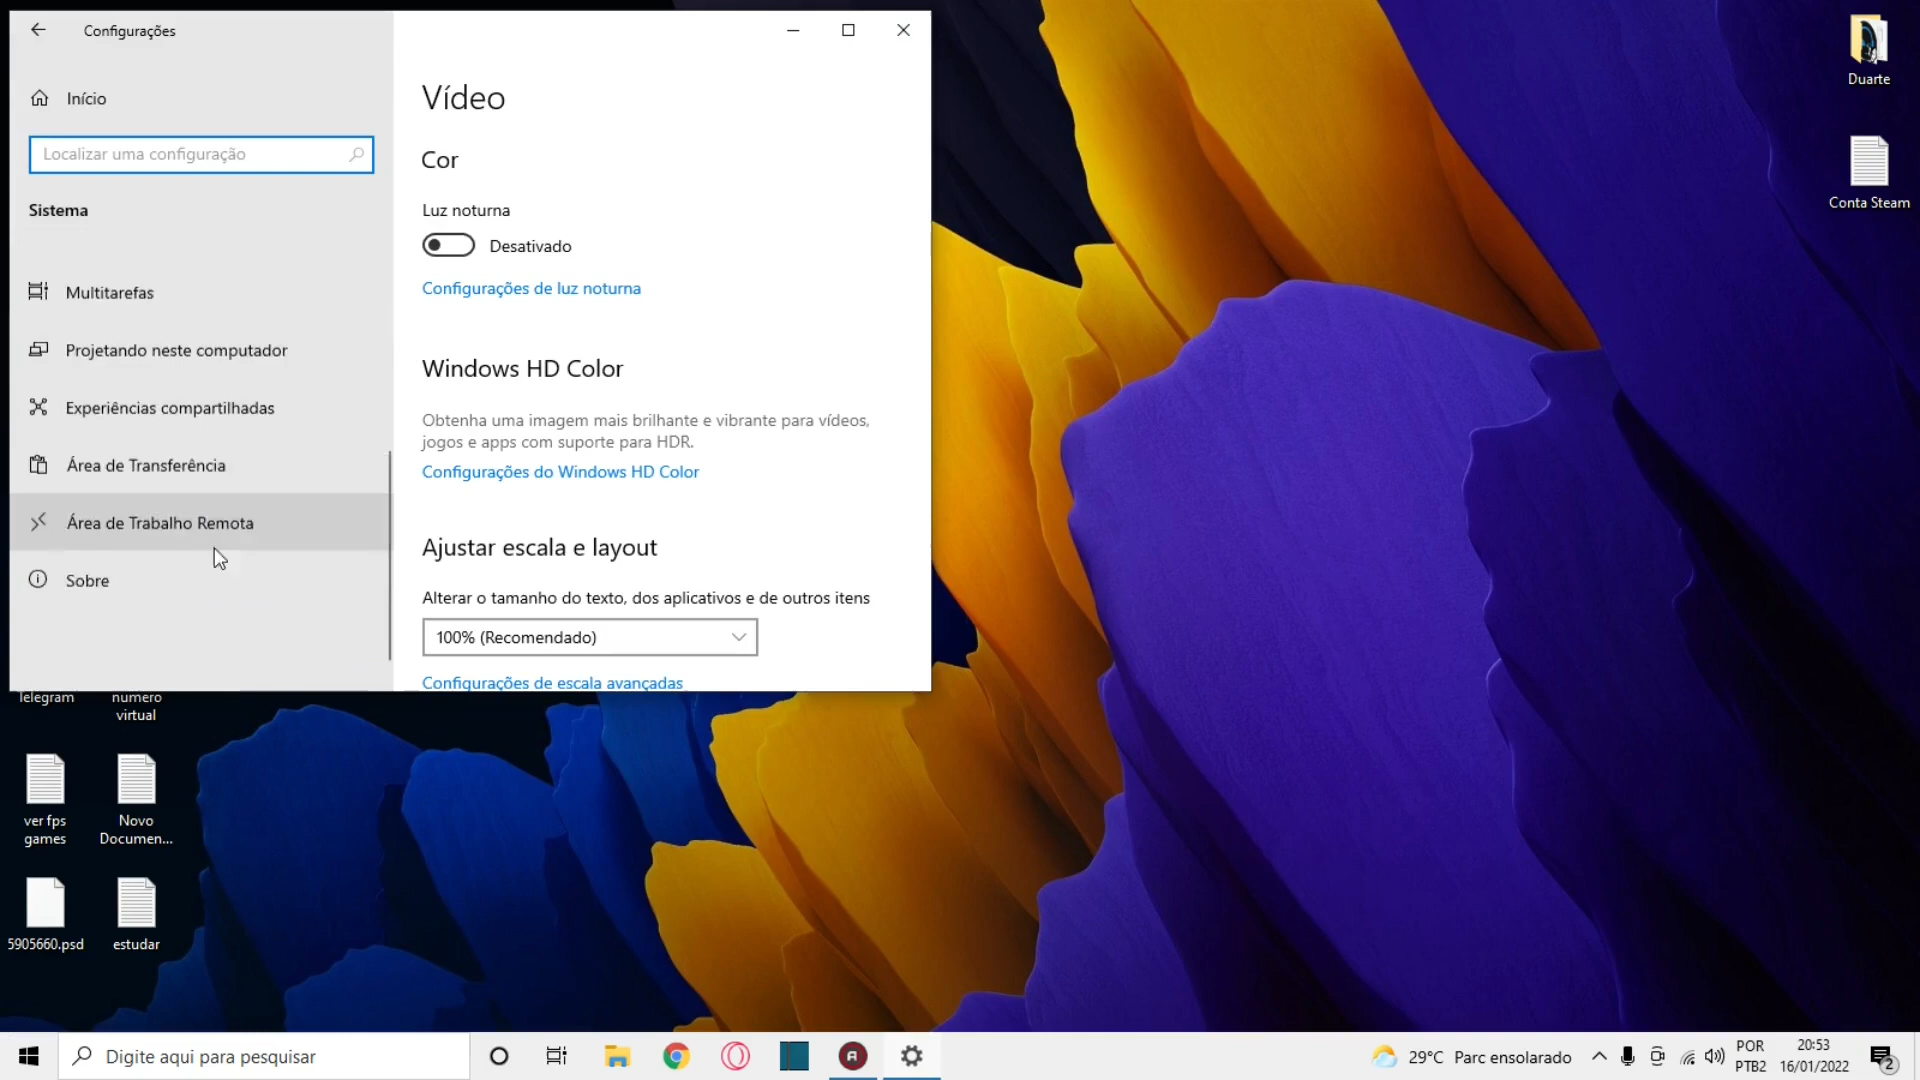 Configurações
Início
Localizar uma configuração
Sistema
Multitarefas
Projetando neste computador
Experiências compartilhadas
Área de Transferência
Área de Trabalho Remota
Sobre
Vídeo
Cor
Luz noturna
Desativado
Configurações de luz noturna
Windows HD Color
Obtenha uma imagem mais brilhante e vibrante para vídeos,
jogos e apps com suporte para HDR.
Configurações do Windows HD Color
Ajustar escala e layout
Alterar o tamanho do texto, dos aplicativos e de outros itens
100% (Recomendado)
Configurações de escala avançadas
Duarte
Conta Steam
Telegram
numero
virtual
ver fps
games
Novo
Documen...
5905660.psd
estudar
Digite aqui para pesquisar
29°C Parc ensolarado
POR
PTB2
20:53
16/01/2022
2